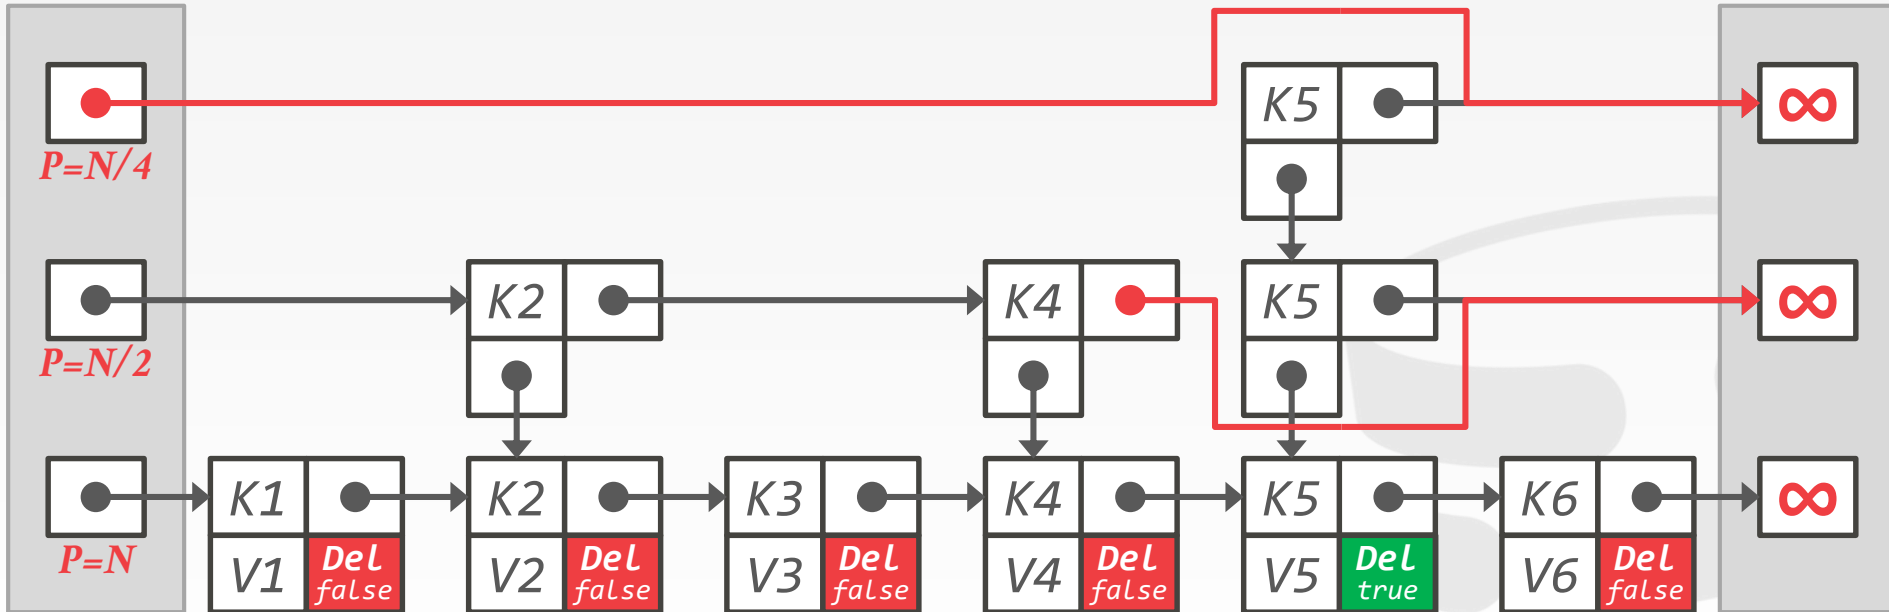 K5
∞
P=N/4
K2
K4
K5
∞
P=N/2
K1
K2
K3
K4
K5
K6
∞
P=N
V1
Del
false
V2
Del
false
V3
Del
false
V4
Del
false
V5
Del
true
V6
Del
false